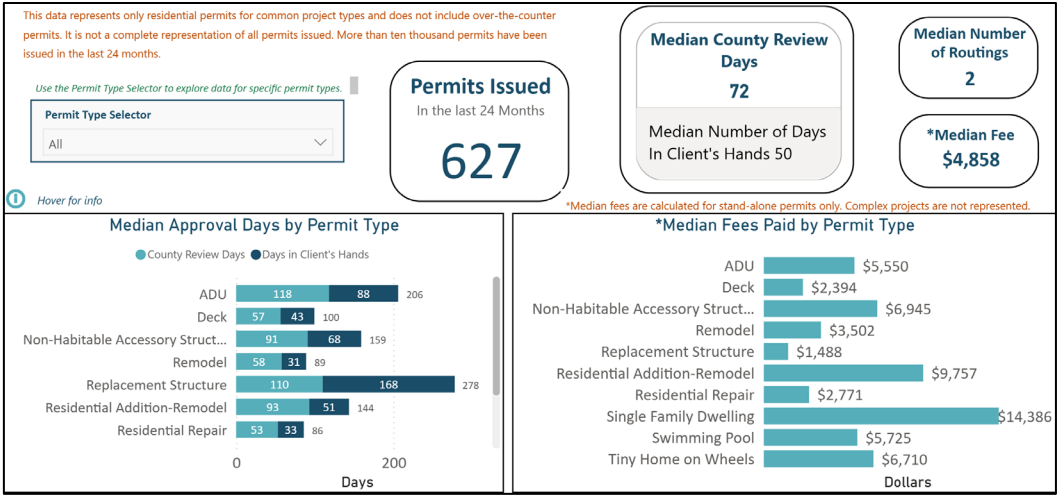 This data represents only residential permits for common project types and does not include over-the-counter
permits. It is not a complete representation of all permits issued. More than ten thousand permits have been
issued in the last 24 months.
Use the Permit Type Selector to explore data for specific permit types.
Permit Type Selector
All
Hover for info
Permits Issued
In the last 24 Months
627
Median County Review
Days
72
Median Number of Days
In Client's Hands 50
Median Number
of Routings
2
*Median Fee
$4,858
*Median fees are calculated for stand-alone permits only. Complex projects are not represented.
Median Approval Days by Permit Type
County Review Days Days in Client's Hands
ADU 118 88 206
Deck 57 43 100
Non-Habitable Accessory Struct... 91 68 159
Remodel 58 31 89
Replacement Structure 110 168 278
Residential Addition-Remodel 93 51 144
Residential Repair 53 33 86
0 200
Days
*Median Fees Paid by Permit Type
ADU $5,550
Deck $2,394
Non-Habitable Accessory Struct... $6,945
Remodel $3,502
Replacement Structure $1,488
Residential Addition-Remodel $9,757
Residential Repair $2,771
Single Family Dwelling $14,386
Swimming Pool $5,725
Tiny Home on Wheels $6,710
Dollars